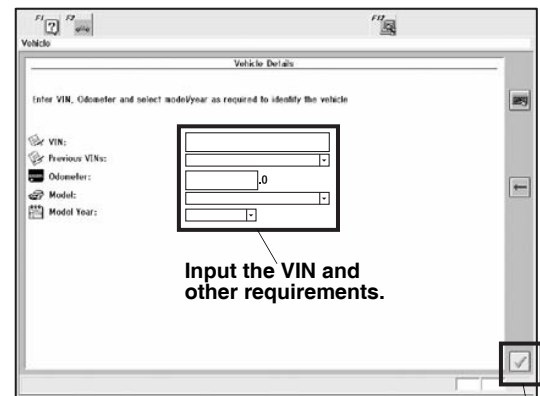 F1 F2 F12
?
Vehicle
Vehicle Details
Enter VIN, Odometer and select model/year as required to identify the vehicle
VIN:
Previous VINs:
Odometer:
.0
Model:
Model Year:
Input the VIN and
other requirements.